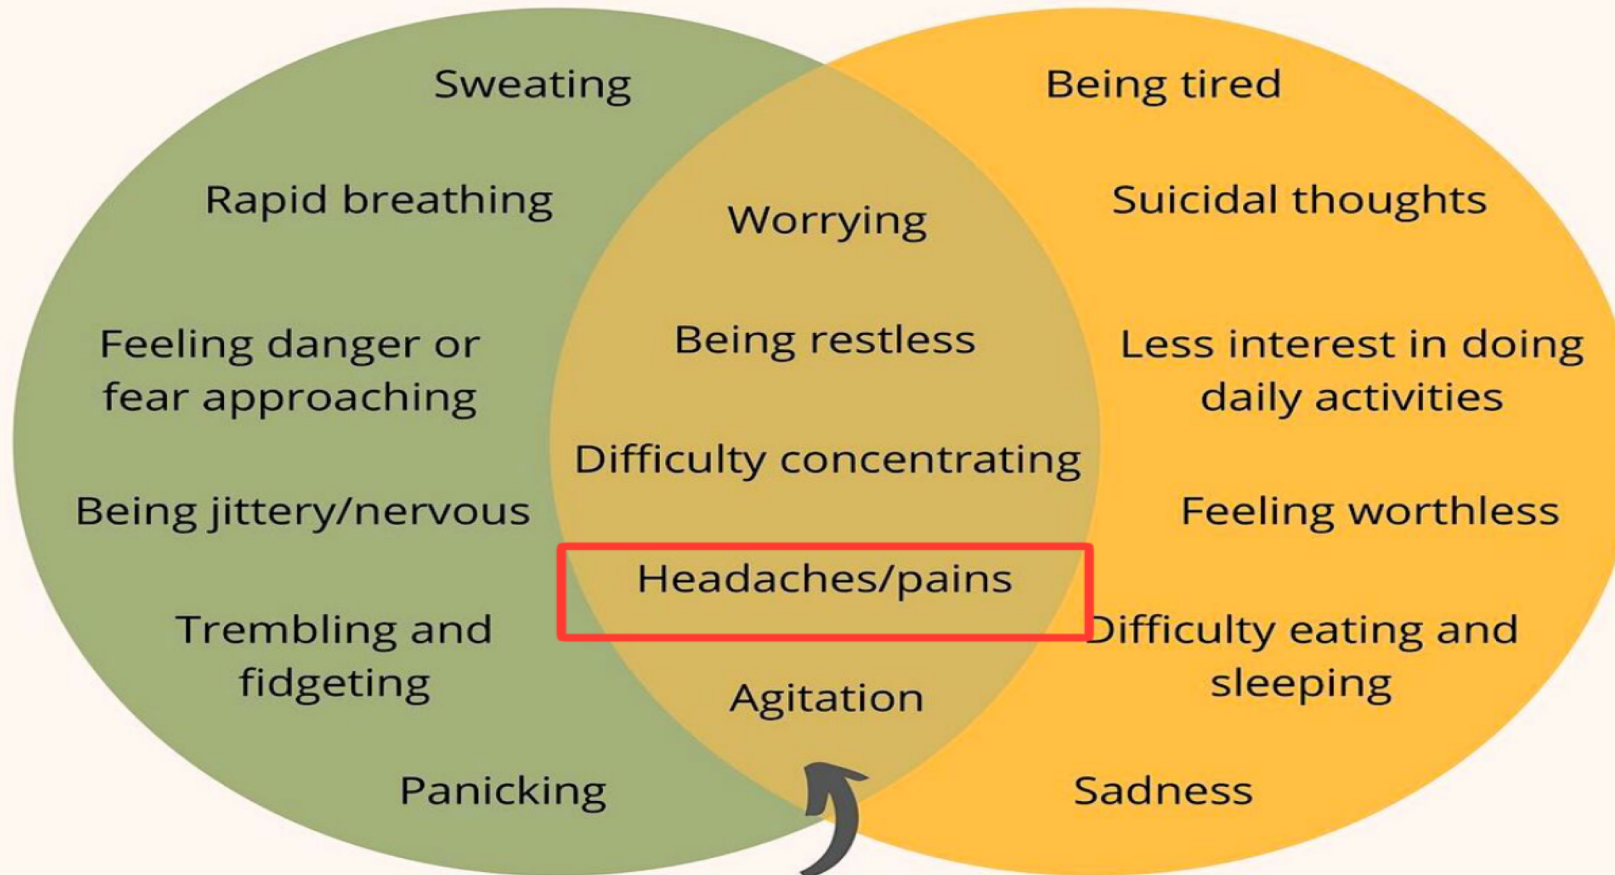 Sweating
Rapid breathing
Feeling danger or
fear approaching
Being jittery/nervous
Trembling and
fidgeting
Panicking
Worrying
Being restless
Difficulty concentrating
Headaches/pains
Agitation
Being tired
Suicidal thoughts
Less interest in doing
daily activities
Feeling worthless
Difficulty eating and
sleeping
Sadness